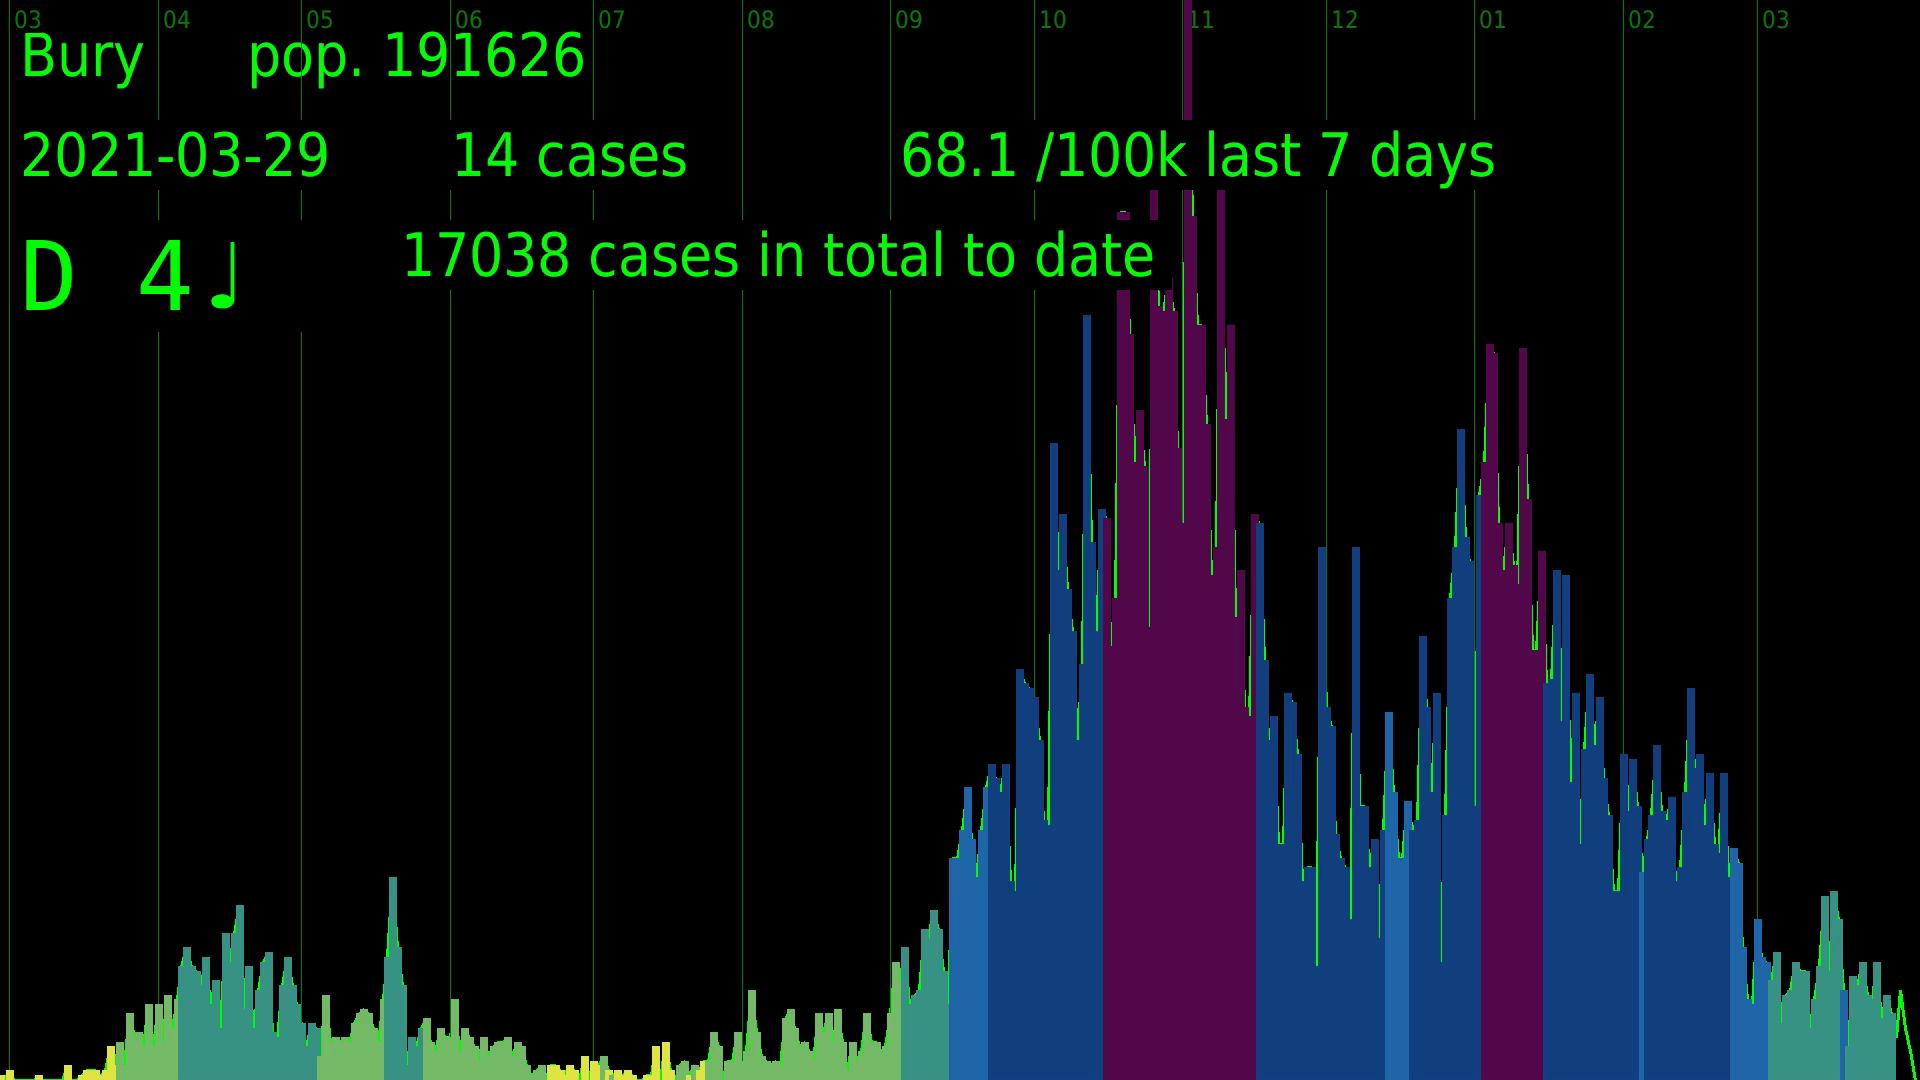 03 04 05 06 07 08 09 10 11 12 01 02 03
Bury pop. 191626
2021-03-29 14 cases 68.1 /100k last 7 days
D 4♩ 17038 cases in total to date